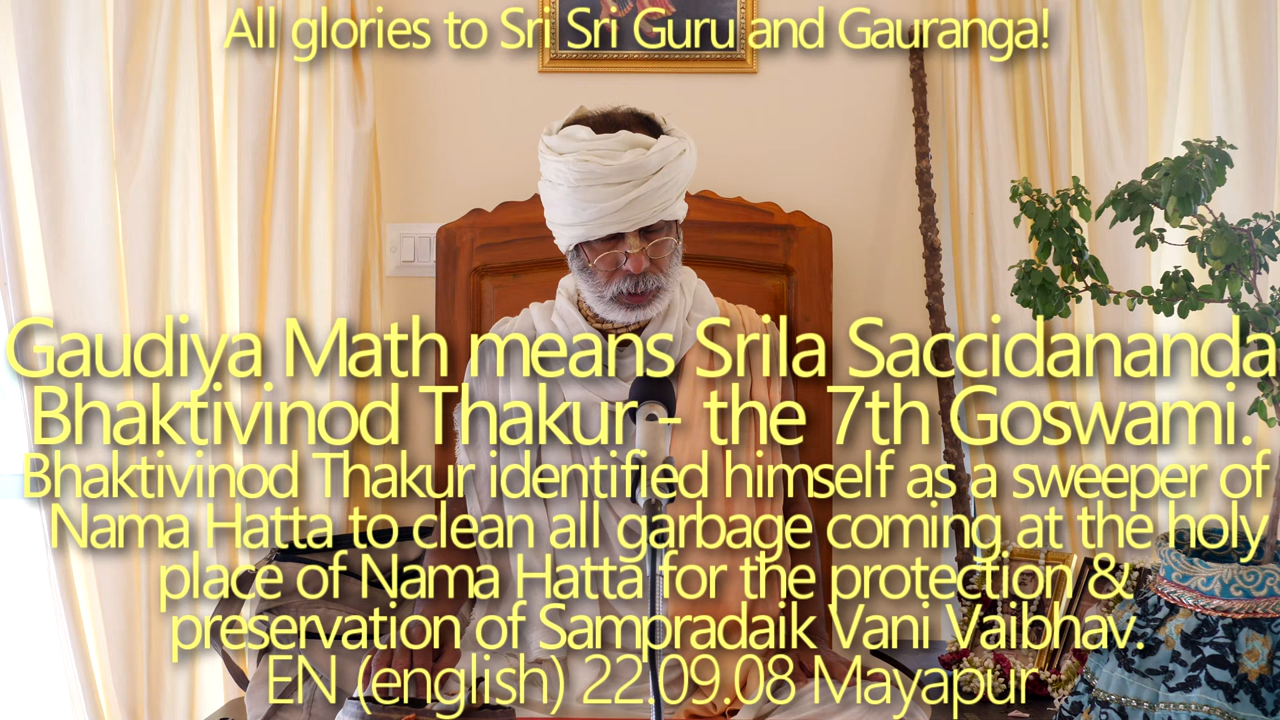 All glories to Sri Sri Guru and Gauranga!
Gaudiya Math means Srila Saccidananda
Bhaktivinod Thakur - the 7th Goswami.
Bhaktivinod Thakur identified himself as a sweeper of
Nama Hatta to clean all garbage coming at the holy
place of Nama Hatta for the protection &
preservation of Sampradaik Vani Vaibhav.
EN (english) 22.09.08 Mayapur